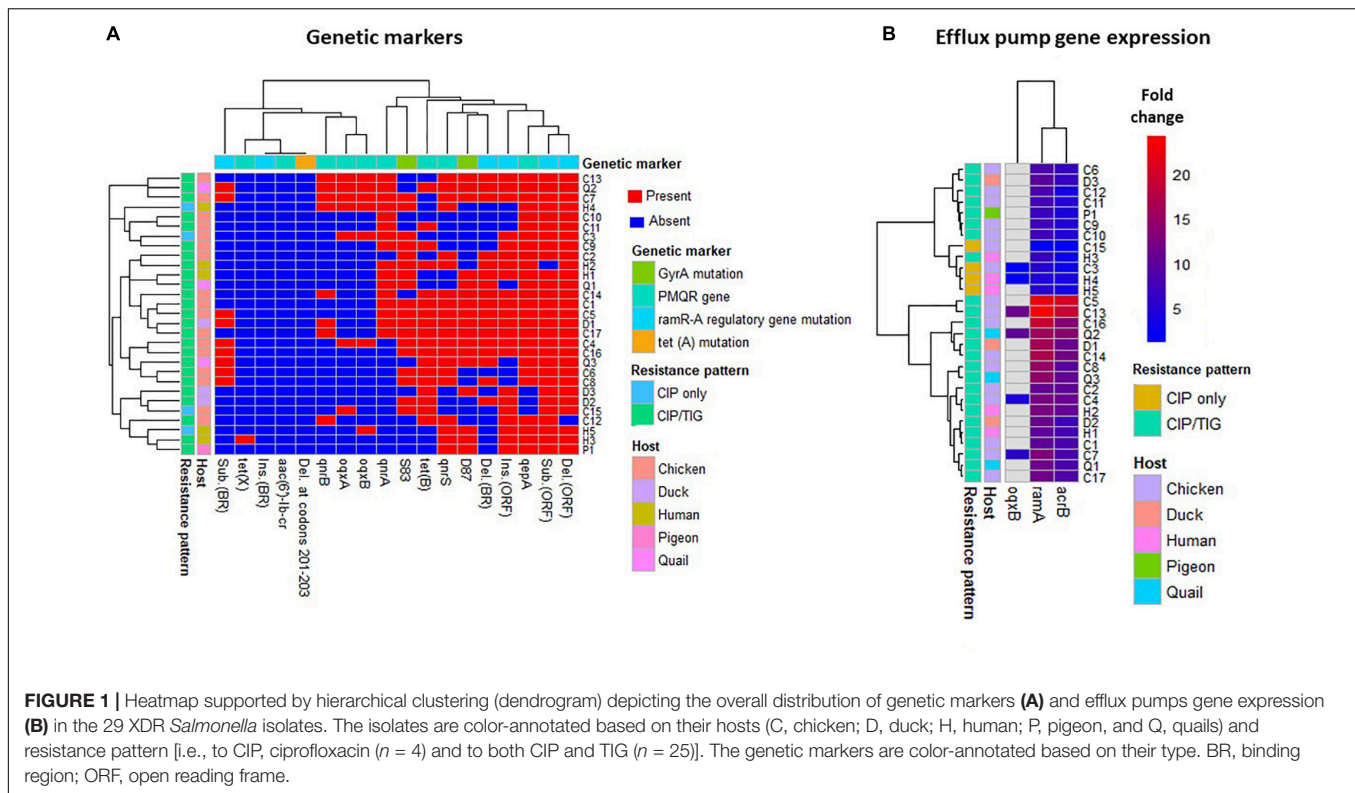 A
Genetic markers
Genetic marker
C13
Q2
C7
H4
C10
C11
C3
C9
C2
H2
H1
Q1
C14
C1
C5
D1
C17
C4
C16
Q3
C6
C8
D3
D2
C15
C12
H5
H3
P1
Resistance pattern
Host
Sub.(BR)
tet(X)
Ins.(BR)
aac(6)-Ib-cr
Del. at codons 201-203
qnrB
oqxA
oqxB
qnrA
S83
tet(B)
qnrS
D87
Del.(BR)
Ins.(ORF)
qepA
Sub.(ORF)
Del.(ORF)
Present
Absent
Genetic marker
GyrA mutation
PMQR gene
ramR-A regulatory gene mutation
tet (A) mutation
Resistance pattern
CIP only
CIP/TIG
Host
Chicken
Duck
Human
Pigeon
Quail
B
Efflux pump gene expression
C6
D3
C12
C11
P1
C9
C10
C15
H3
C3
H4
H5
C5
C13
C16
Q2
D1
C14
C8
Q3
C2
C4
H2
D2
H1
C1
C7
Q1
C17
Resistance pattern
Host
oqxB
ramA
acrB
Fold
change
20
15
10
5
Resistance pattern
CIP only
CIP/TIG
Host
Chicken
Duck
Human
Pigeon
Quail
FIGURE 1 | Heatmap supported by hierarchical clustering (dendrogram) depicting the overall distribution of genetic markers (A) and efflux pumps gene expression
(B) in the 29 XDR Salmonella isolates. The isolates are color-annotated based on their hosts (C, chicken; D, duck; H, human; P, pigeon, and Q, quails) and
resistance pattern [i.e., to CIP, ciprofloxacin (n = 4) and to both CIP and TIG (n = 25)]. The genetic markers are color-annotated based on their type. BR, binding
region; ORF, open reading frame.